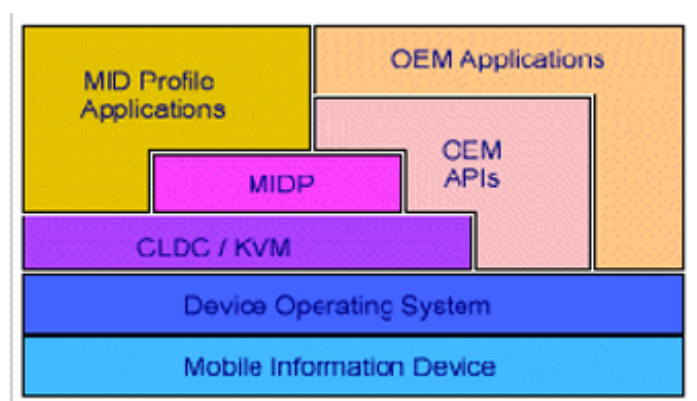 MID Profile
Applications
OEM Applications
OEM
APIs
MIDP
CLDC / KVM
Device Operating System
Mobile Information Device